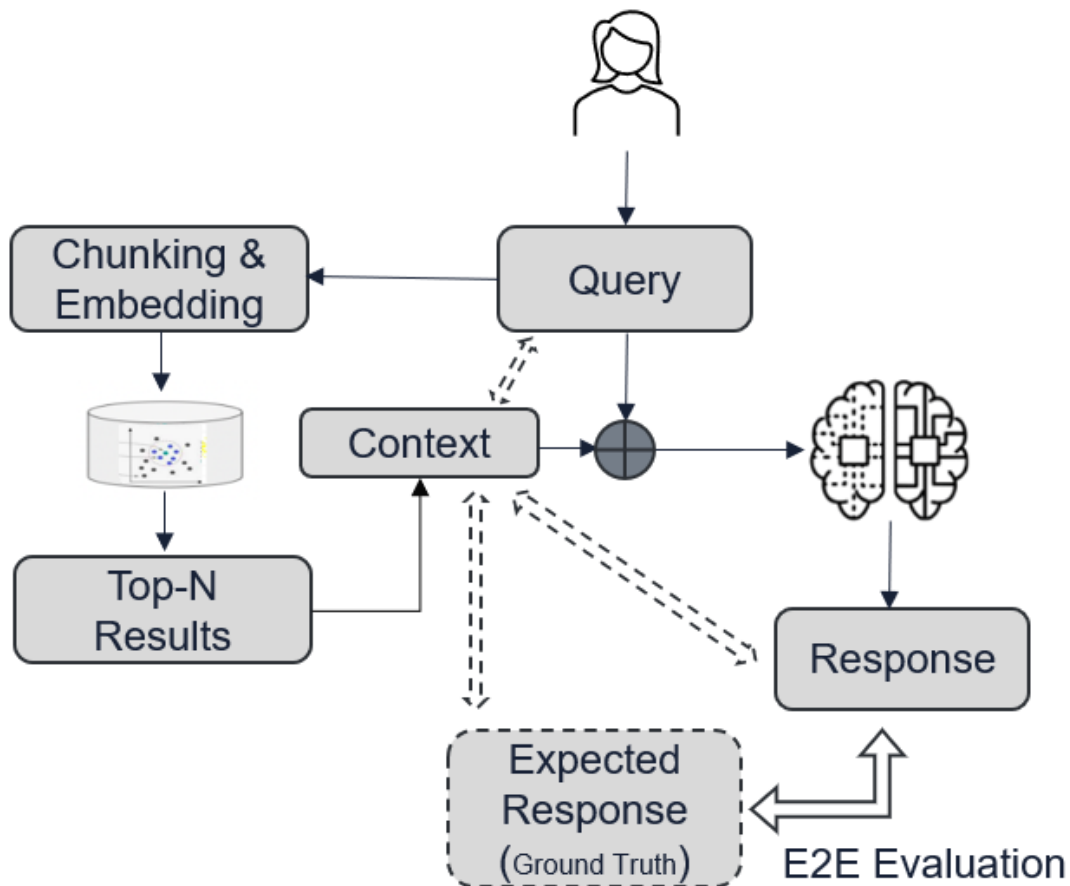 Chunking &
Embedding
Query
Context
Top-N
Results
Response
Expected
Response
(Ground Truth)
E2E Evaluation